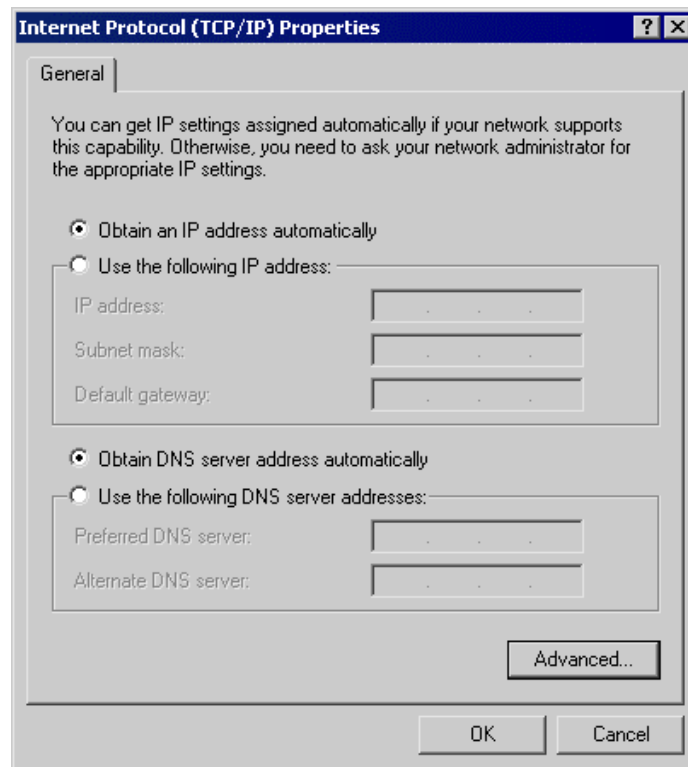 Internet Protocol (TCP/IP) Properties
General
You can get IP settings assigned automatically if your network supports
this capability. Otherwise, you need to ask your network administrator for
the appropriate IP settings.
Obtain an IP address automatically
Use the following IP address:
IP address:
Subnet mask:
Default gateway:
Obtain DNS server address automatically
Use the following DNS server addresses:
Preferred DNS server:
Alternate DNS server:
Advanced...
OK Cancel